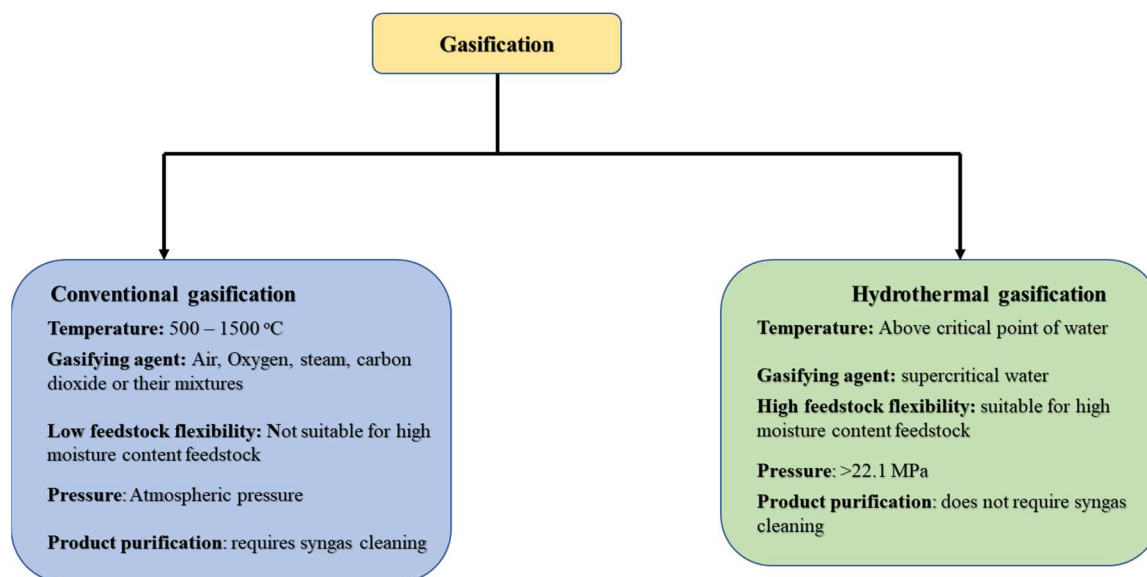 Gasification
Conventional gasification
Temperature: 500 – 1500 °C
Gasifying agent: Air, Oxygen, steam, carbon
dioxide or their mixtures
Low feedstock flexibility: Not suitable for high
moisture content feedstock
Pressure: Atmospheric pressure
Product purification: requires syngas cleaning
Hydrothermal gasification
Temperature: Above critical point of water
Gasifying agent: supercritical water
High feedstock flexibility: suitable for high
moisture content feedstock
Pressure: >22.1 MPa
Product purification: does not require syngas
cleaning